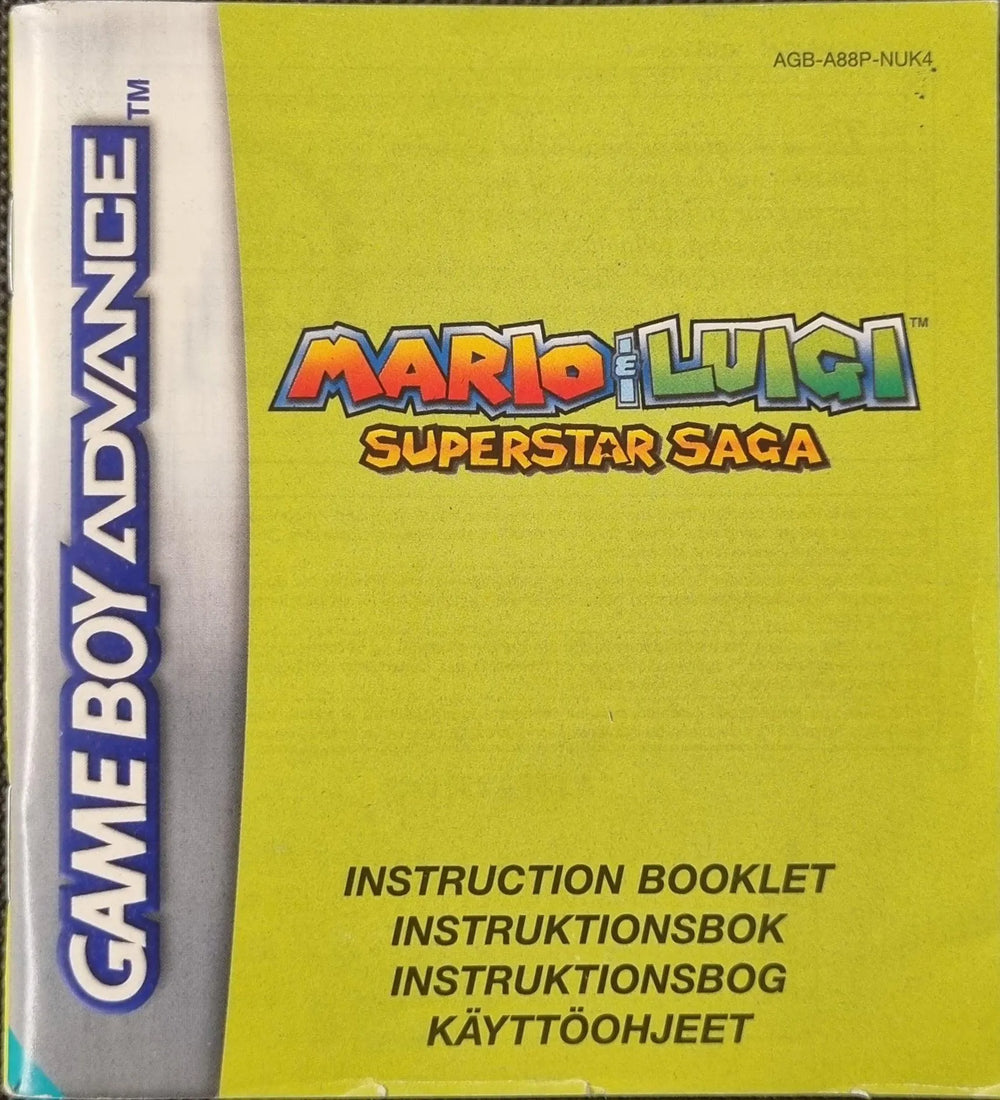 AGB-A88P-NUK4
GAME BOY ADVANCE™
MARIO & LUIGI™
SUPERSTAR SAGA
INSTRUCTION BOOKLET
INSTRUKTIONSBOK
INSTRUKTIONSBOG
KÄYTTÖOHJEET